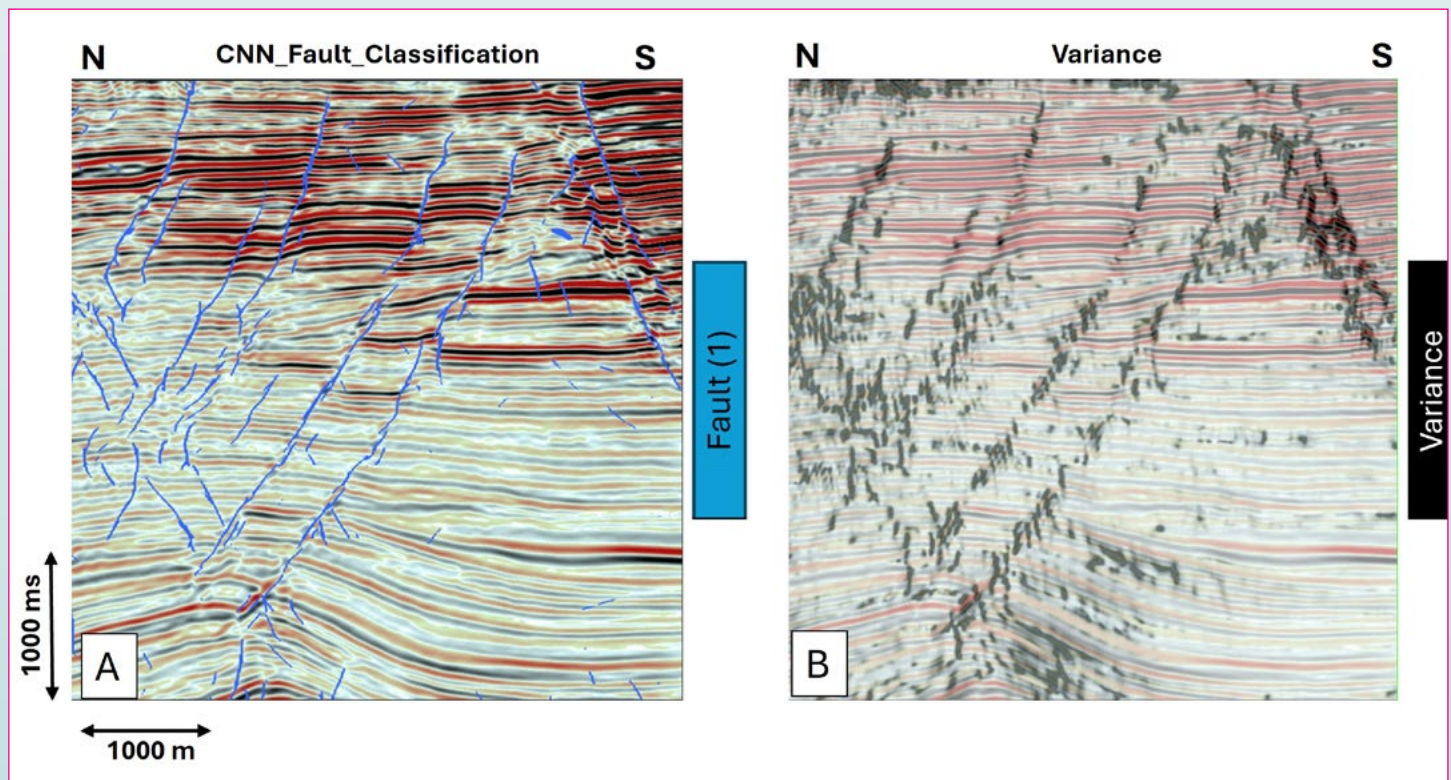 N CNN_Fault_Classification S
N Variance S
Fault (1)
Variance
1000 ms
A
B
1000 m